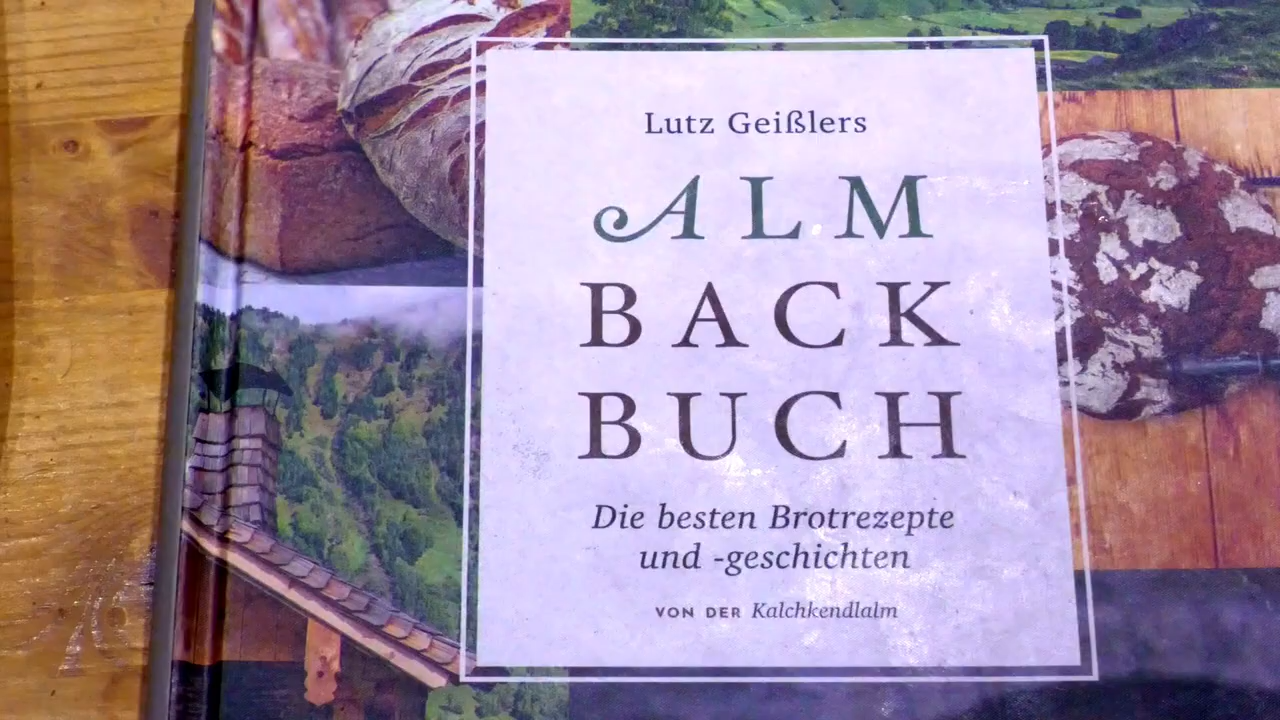 Lutz Geißlers
ALM
BACK
BUCH
Die besten Brotrezepte
und -geschichten
VON DER Kalchkendlalm